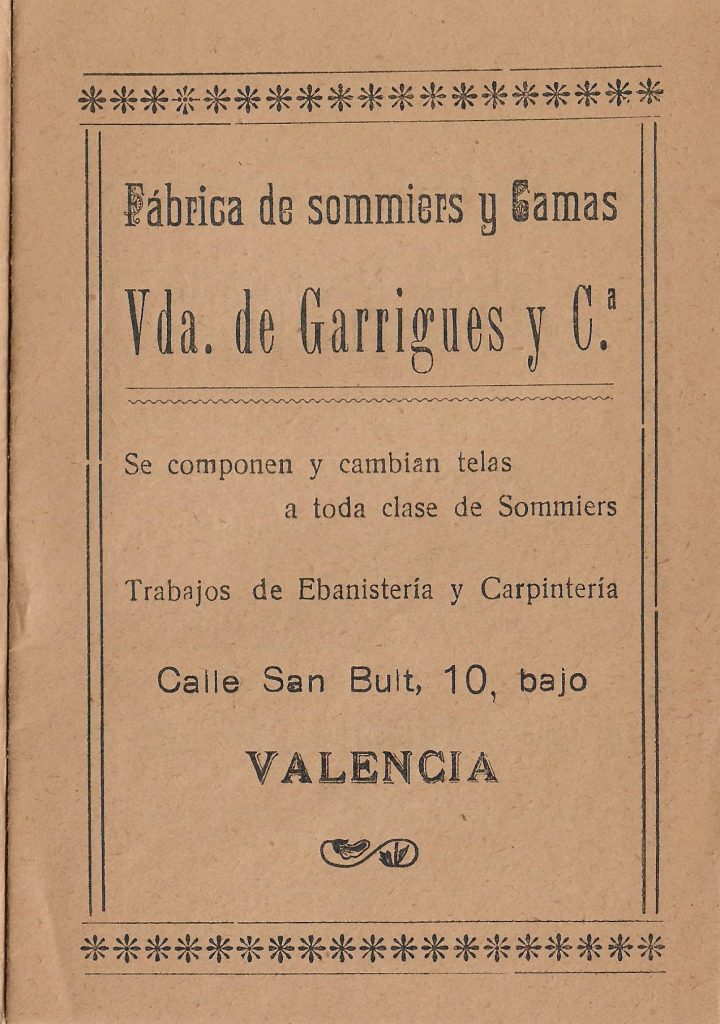 Fábrica de sommiers y Camas
Vda. de Garrigues y C.ª
Se componen y cambian telas
a toda clase de Sommiers
Trabajos de Ebanistería y Carpintería
Calle San Bult, 10, bajo
VALENCIA